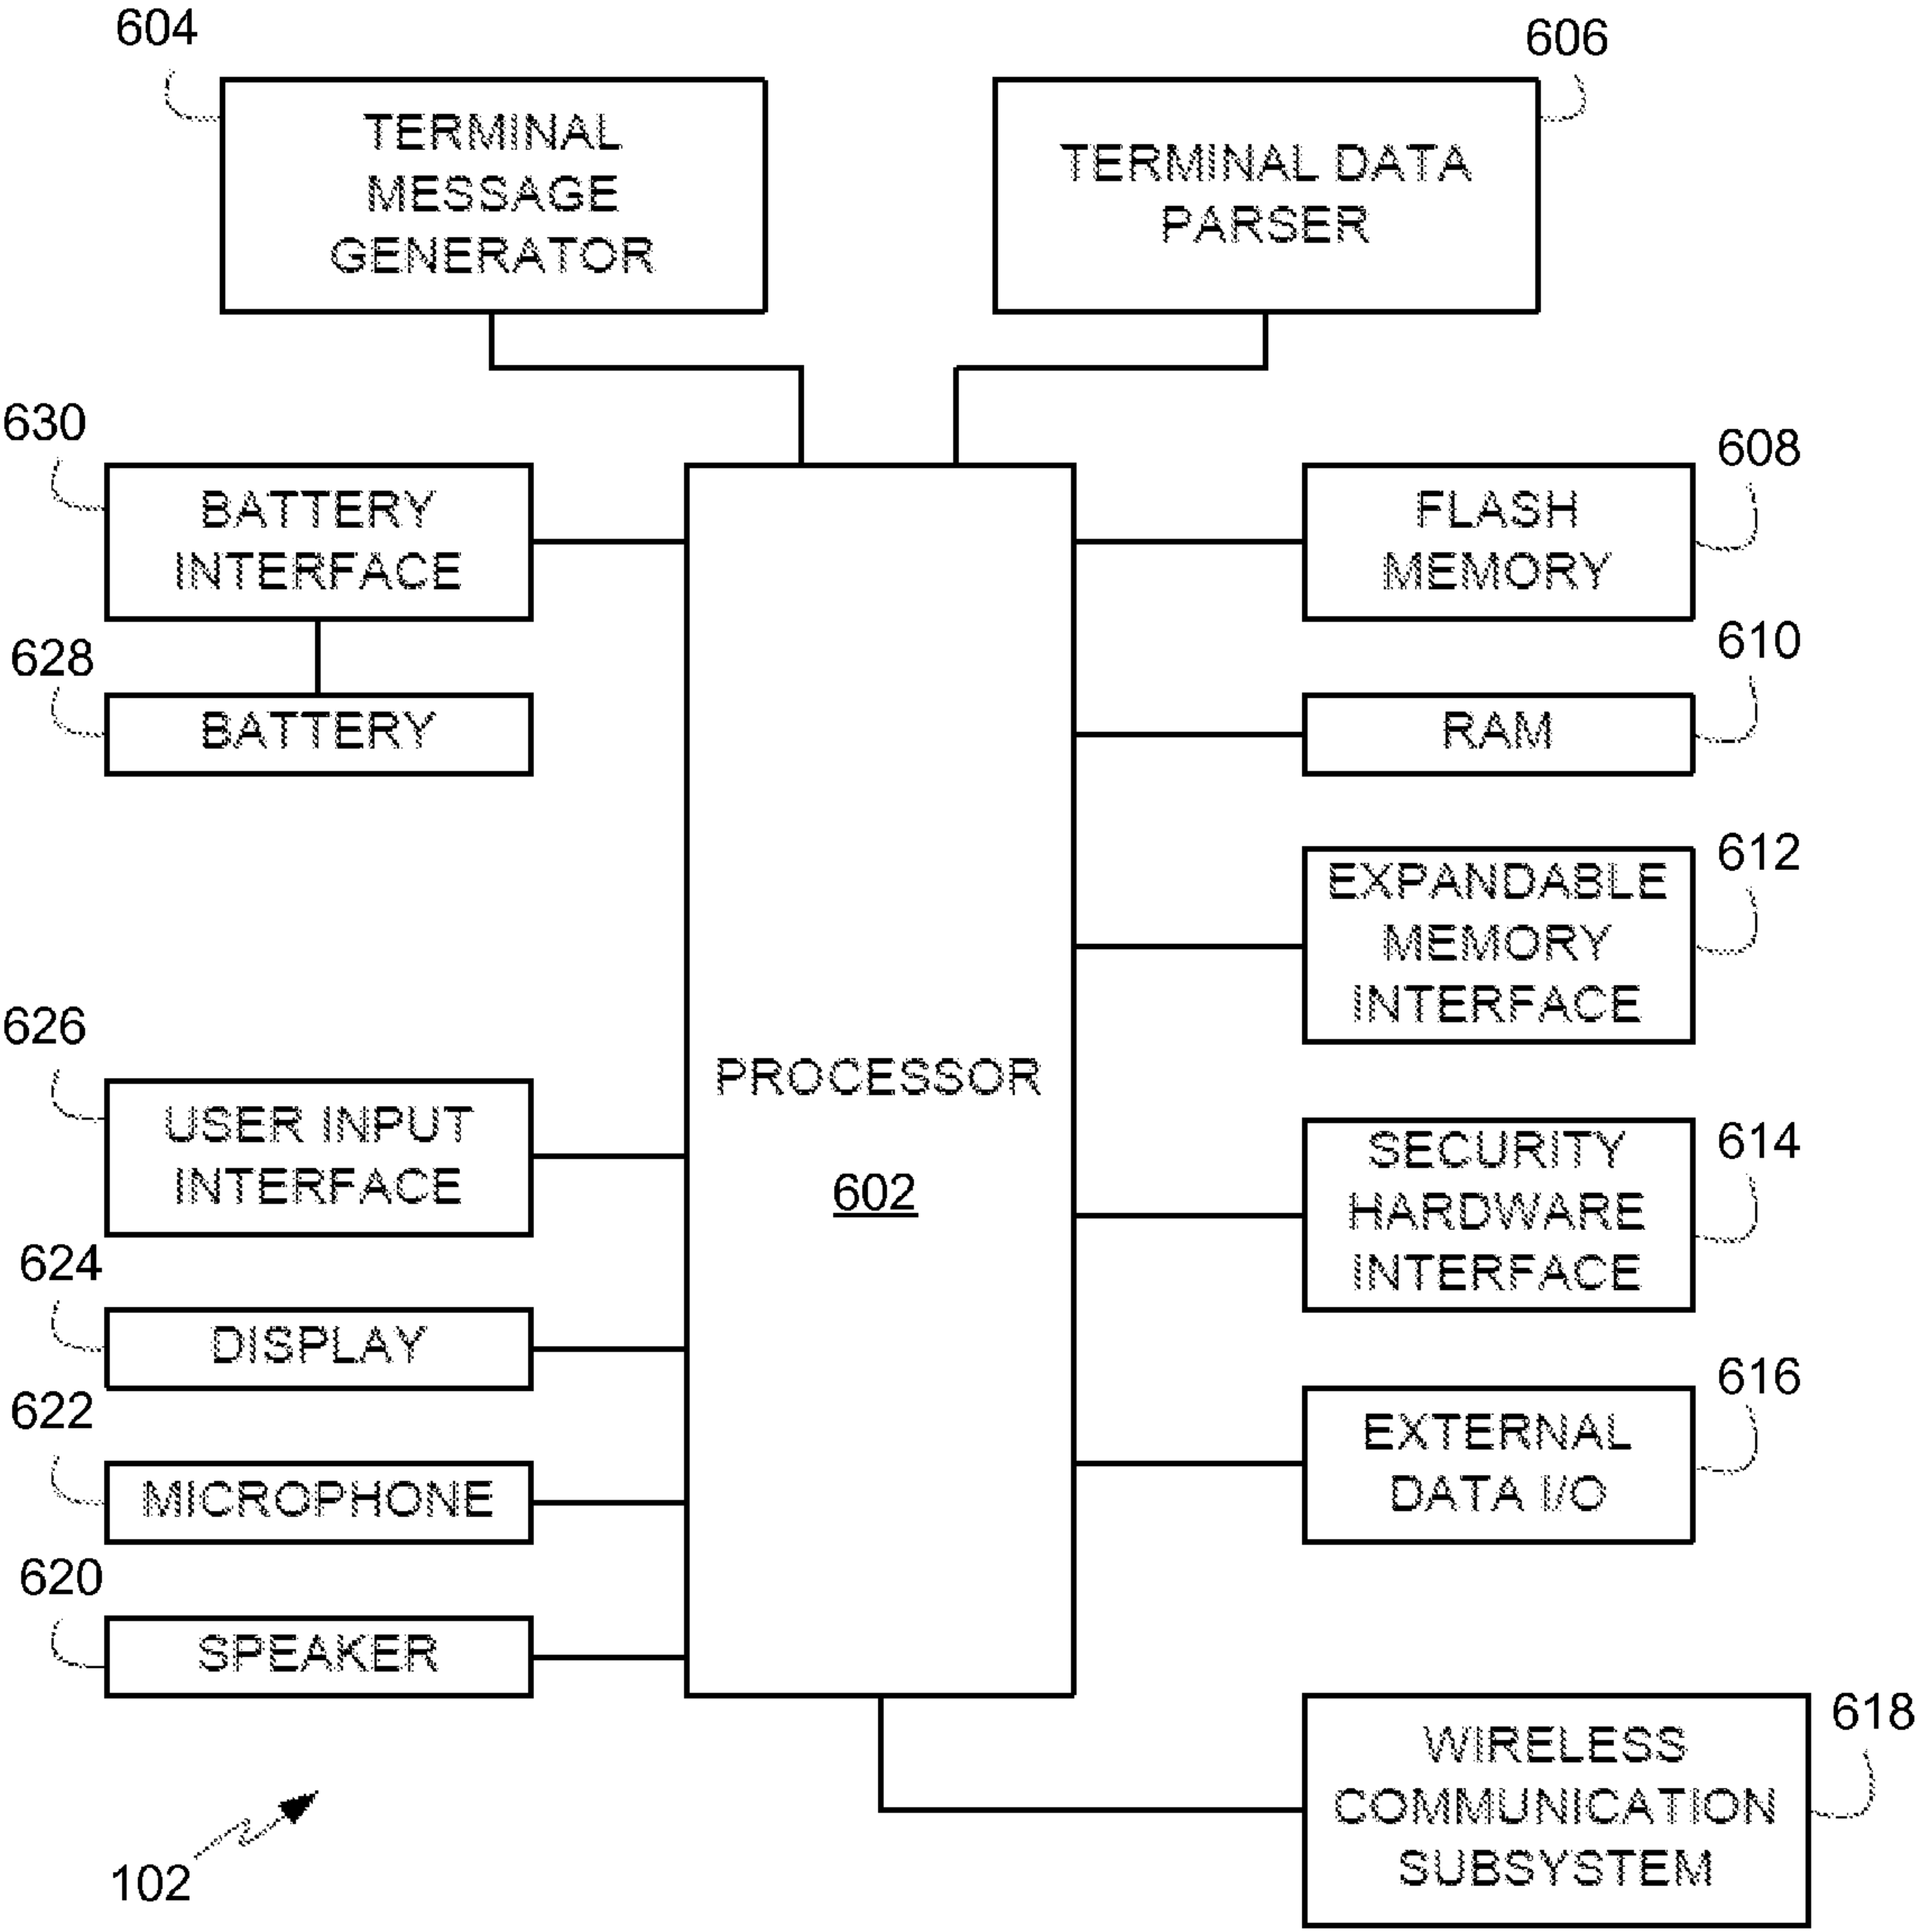 604
606
TERMINAL
MESSAGE
GENERATOR
TERMINAL DATA
PARSER
630
BATTERY
INTERFACE
608
FLASH
MEMORY
628
BATTERY
610
RAM
612
EXPANDABLE
MEMORY
INTERFACE
PROCESSOR
602
626
USER INPUT
INTERFACE
614
SECURITY
HARDWARE
INTERFACE
624
DISPLAY
616
EXTERNAL
DATA I/O
622
MICROPHONE
620
SPEAKER
618
WIRELESS
COMMUNICATION
SUBSYSTEM
102